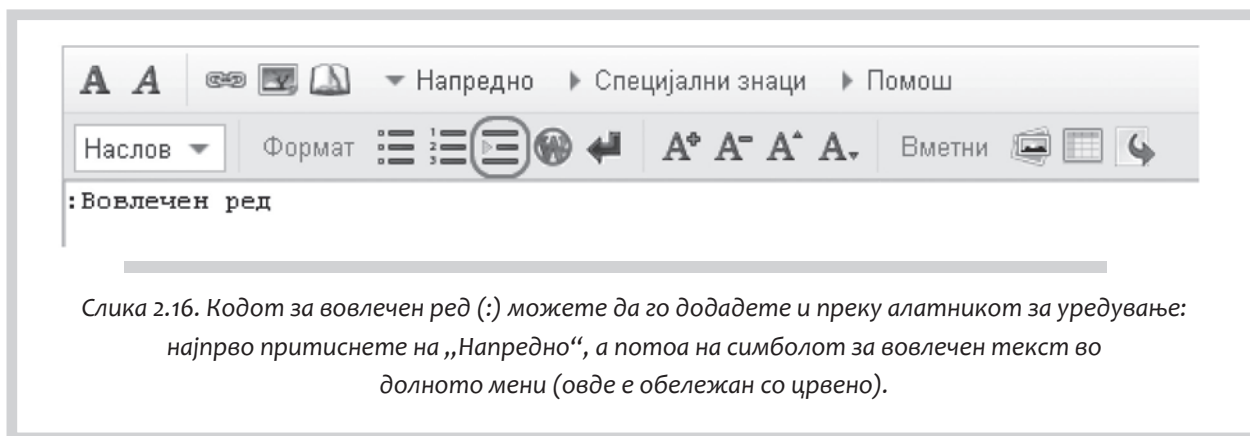 A A Напредно Специјални знаци Помош
Наслов Формат A A A A Вметни
:Вовлечен ред
Слика 2.16. Кодот за вовлечен ред (:) можете да го додадете и преку алатникот за уредување:
најпрво притиснете на „Напредно“, а потоа на симболот за вовлечен текст во
долното мени (овде е обележан со црвено).